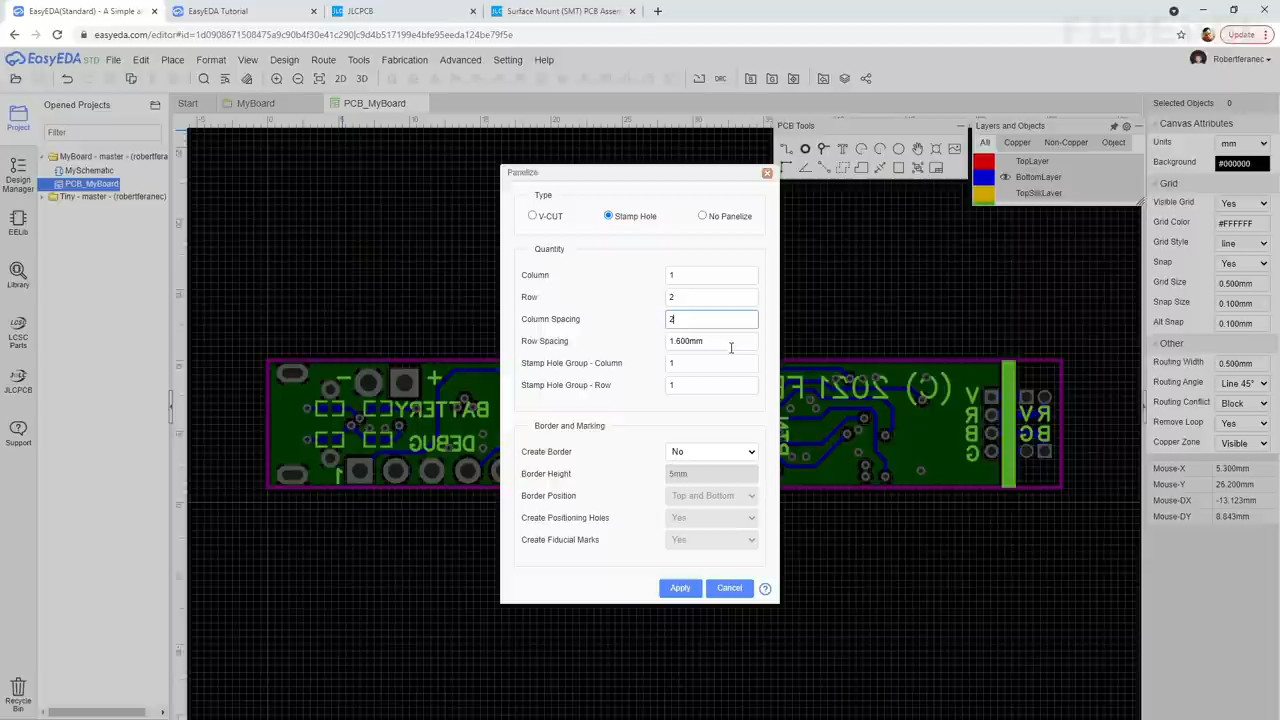 EasyEDA(Standard) - A Simple a
EasyEDA Tutorial
JLCPCB
Surface Mount (SMT) PCB Assem
easyeda.com/editor#id=1d0908671508475a9c90b4f30e41c290|9c9d4b517199e4bfe95eeda124be79f5e
Update
EasyEDA STD
File Edit Place Format View Design Route Tools Fabrication Advanced Setting Help
Robertferanec
2D 3D
DRC
Project
Design Manager
EELib
Library
LCSC Parts
JLCPCB
Support
Recycle Bin
Opened Projects
Filter
MyBoard - master - (robertfera
MySchematic
PCB_MyBoard
Tiny - master - (robertferanec)
Start
MyBoard
PCB_MyBoard
Panelize
Type
V-CUT
Stamp Hole
No Panelize
Quantity
Column 1
Row 2
Column Spacing 2
Row Spacing 1.600mm
Stamp Hole Group - Column 1
Stamp Hole Group - Row 1
Border and Marking
Create Border No
Border Height 5mm
Border Position Top and Bottom
Create Positioning Holes Yes
Create Fiducial Marks Yes
Apply Cancel
BATTERY
DEBUG
1
(C) 2021 FE
V
R
G
B
RV
BG
PCB Tools
Layers and Objects
All Copper Non-Copper Object
TopLayer
BottomLayer
TopSilkLayer
Selected Objects 0
Canvas Attributes
Units mm
Background #000000
Grid
Visible Grid Yes
Grid Color #FFFFFF
Grid Style line
Snap Yes
Grid Size 0.500mm
Snap Size 0.100mm
Alt Snap 0.100mm
Other
Routing Width 0.500mm
Routing Angle Line 45°
Routing Conflict Block
Remove Loop Yes
Copper Zone Visible
Mouse-X 5.300mm
Mouse-Y 26.200mm
Mouse-DX -13.123mm
Mouse-DY 8.843mm